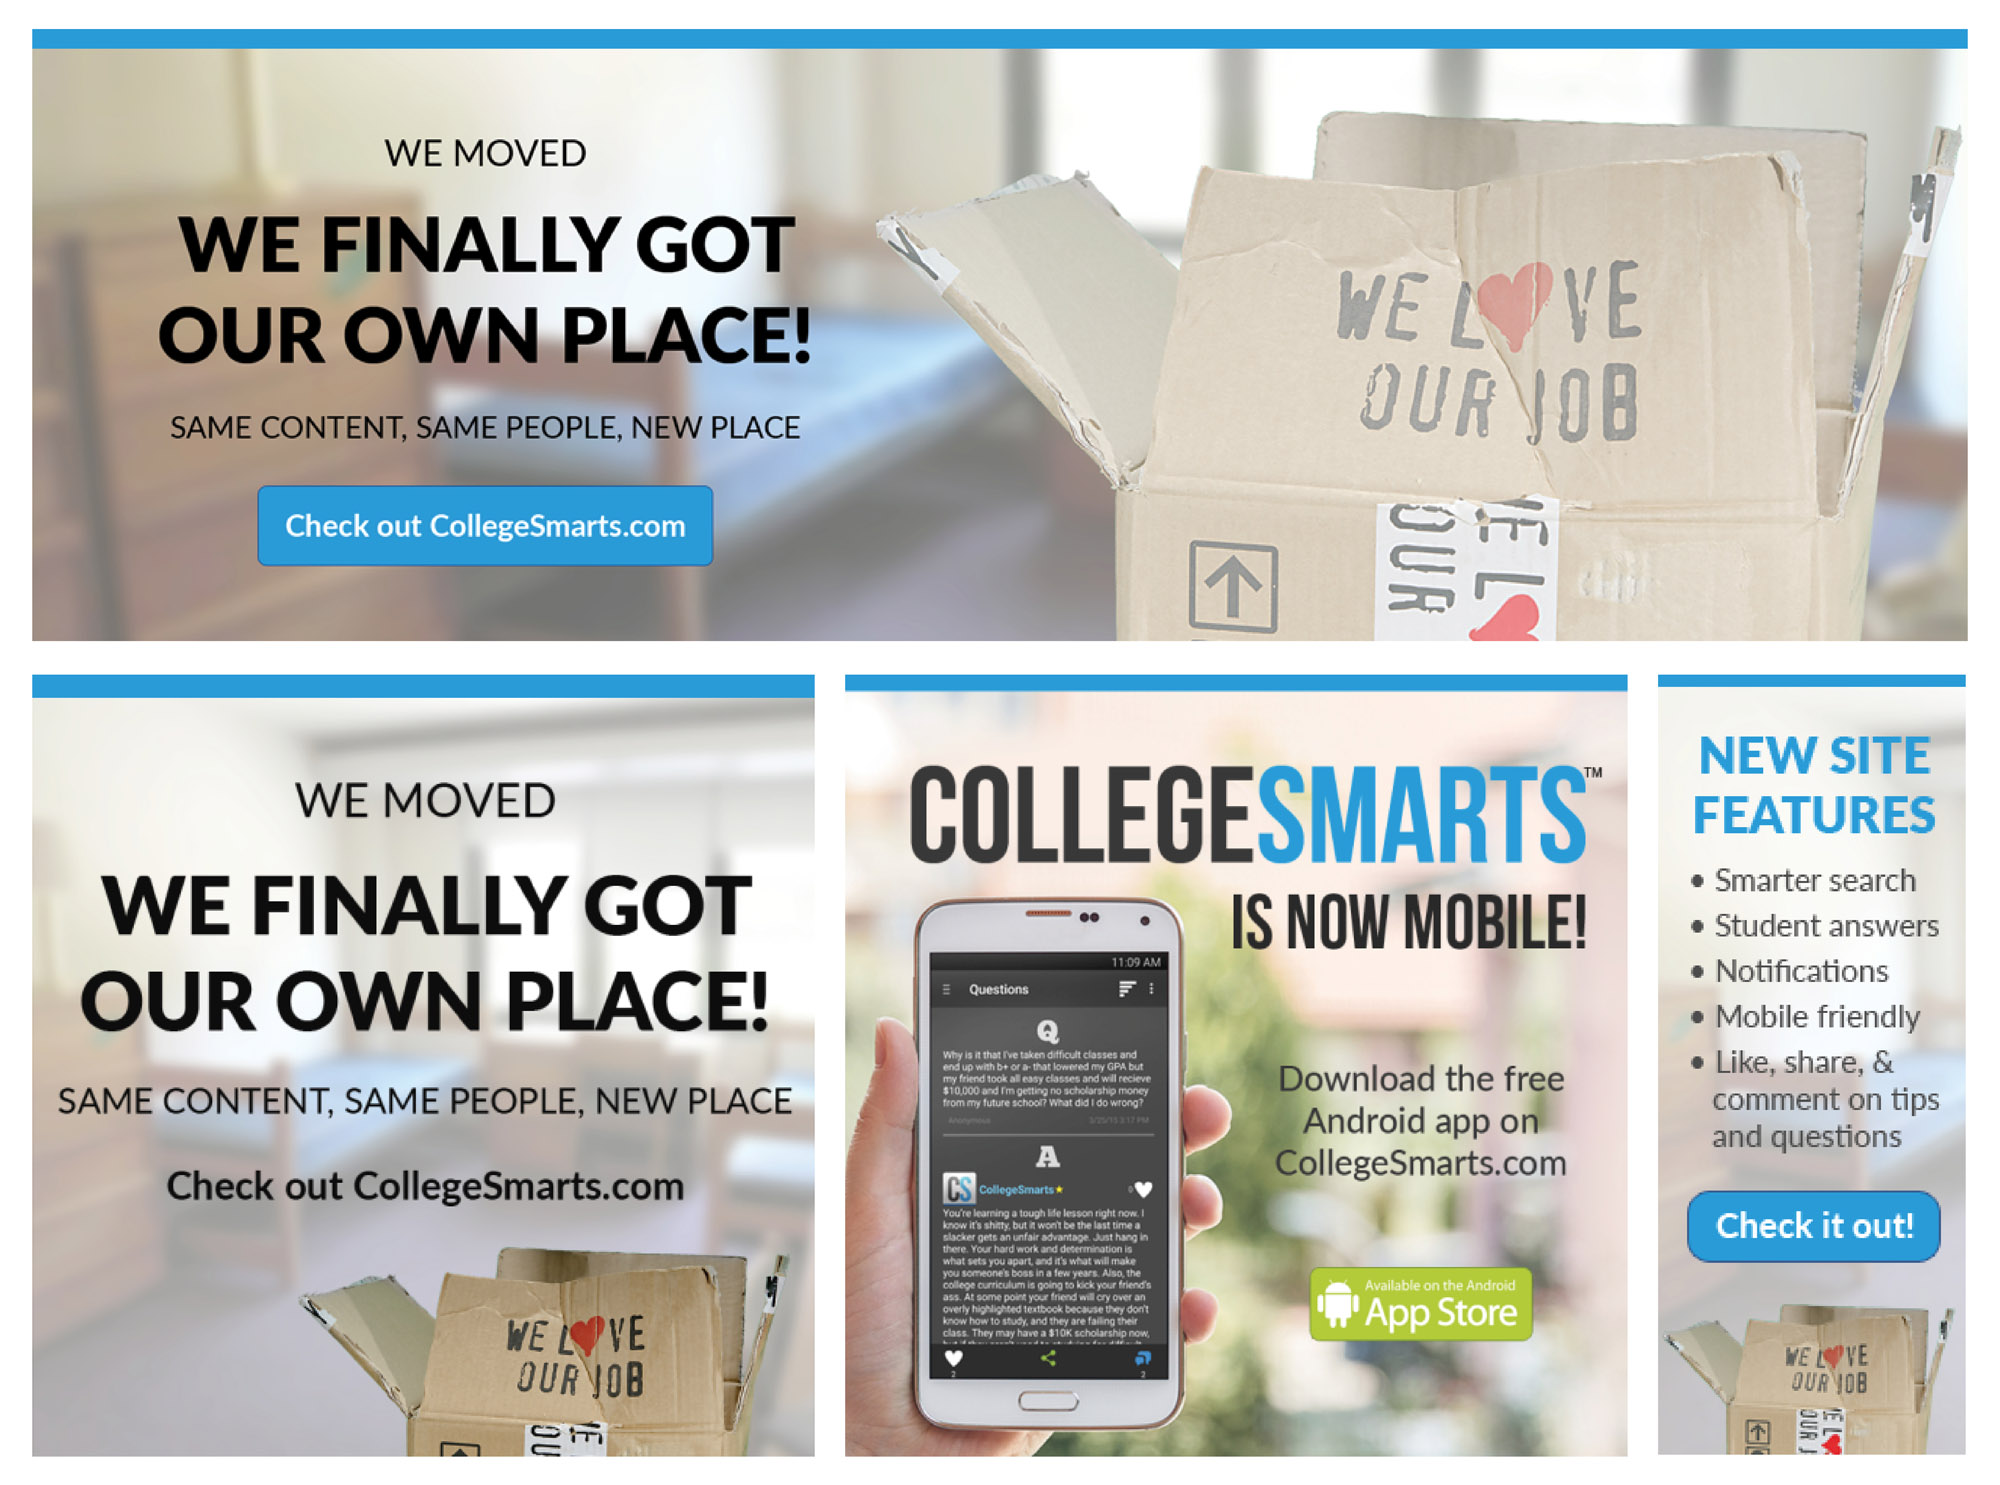 WE MOVED
WE FINALLY GOT
OUR OWN PLACE!
SAME CONTENT, SAME PEOPLE, NEW PLACE
Check out CollegeSmarts.com
WE LOVE
OUR JOB
WE MOVED
WE FINALLY GOT
OUR OWN PLACE!
SAME CONTENT, SAME PEOPLE, NEW PLACE
Check out CollegeSmarts.com
WE LOVE
OUR JOB
COLLEGESMARTS™
IS NOW MOBILE!
11:09 AM
Questions
Q
Why is it that I've taken difficult classes and
end up with b+ or a- that lowered my GPA but
my friend took all easy classes and will recieve
$10,000 and I'm getting no scholarship money
from my future school? What did I do wrong?
Anonymous 3/25/15 3:17 PM
A
CS CollegeSmarts 0
You're learning a tough life lesson right now. I
know it's shitty, but it won't be the last time a
slacker gets an unfair advantage. Just hang in
there. Your hard work and determination is
what sets you apart, and it's what will make
you someone's boss in a few years. Also, the
college curriculum is going to kick your friend's
ass. At some point your friend will cry over an
overly highlighted textbook because they don't
know how to study, and they are failing their
class. They may have a $10K scholarship now,
2 2
Download the free
Android app on
CollegeSmarts.com
Available on the Android
App Store
NEW SITE
FEATURES
• Smarter search
• Student answers
• Notifications
• Mobile friendly
• Like, share, &
comment on tips
and questions
Check it out!
WE LOVE
OUR JOB